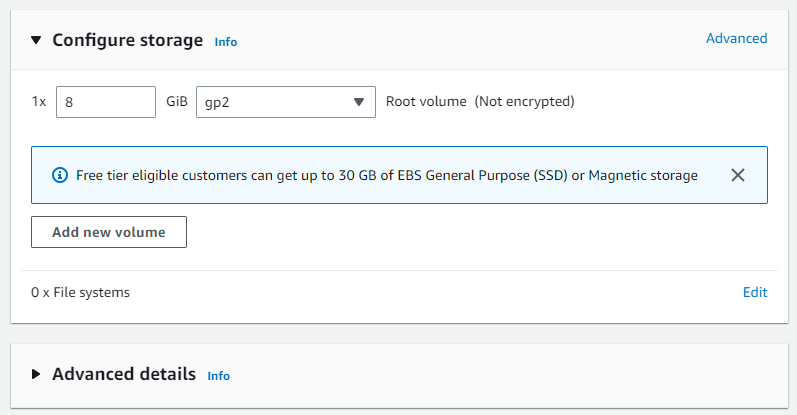 Configure storage Info Advanced
1x 8 GiB gp2 Root volume (Not encrypted)
Free tier eligible customers can get up to 30 GB of EBS General Purpose (SSD) or Magnetic storage
Add new volume
0 x File systems Edit
Advanced details Info